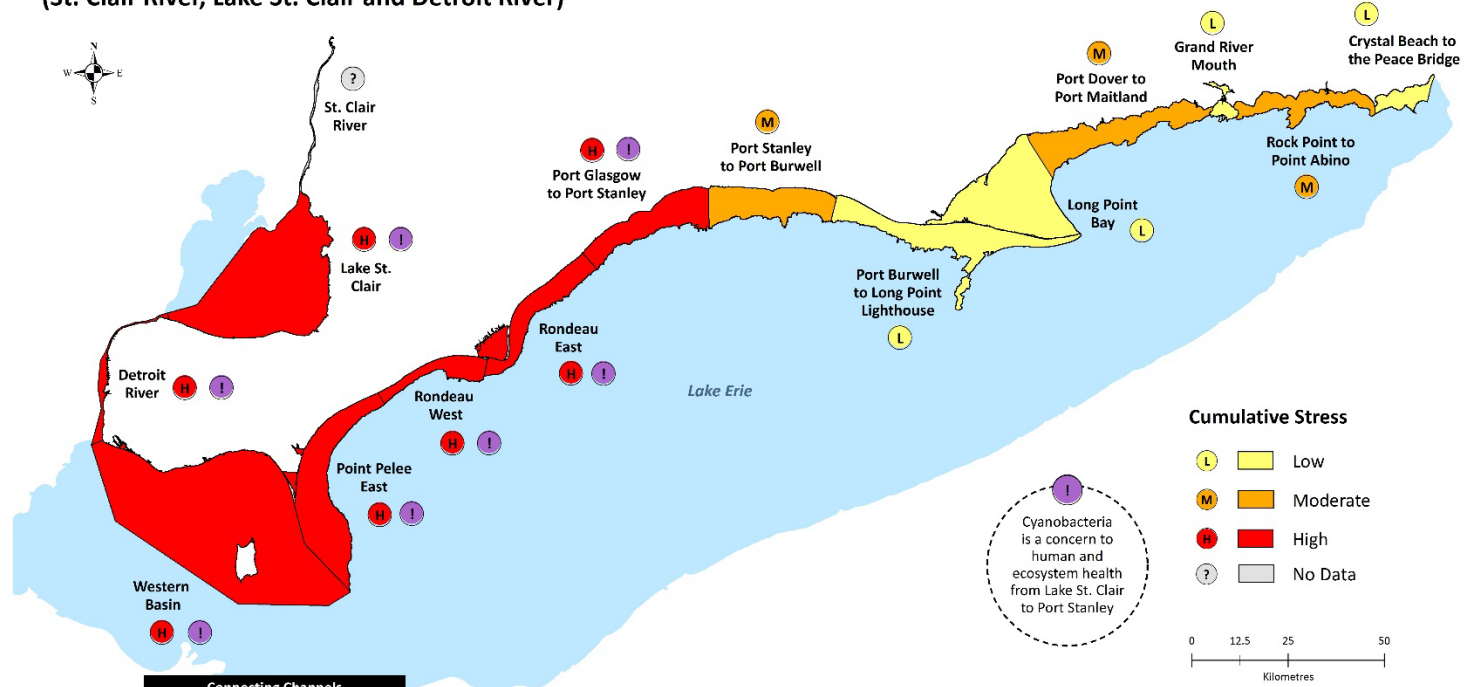 (St. Clair River, Lake St. Clair and Detroit River)
N
W
E
S
?
St. Clair
River
H
!
Lake St.
Clair
Detroit
River
H
!
Western
Basin
H
!
Point Pelee
East
H
!
Rondeau
West
H
!
Rondeau
East
H
!
H
!
Port Glasgow
to Port Stanley
M
Port Stanley
to Port Burwell
Port Burwell
to Long Point
Lighthouse
L
Long Point
Bay
L
M
Port Dover to
Port Maitland
L
Grand River
Mouth
Rock Point to
Point Abino
M
L
Crystal Beach to
the Peace Bridge
Lake Erie
!
Cyanobacteria
is a concern to
human and
ecosystem health
from Lake St. Clair
to Port Stanley
Cumulative Stress
L Low
M Moderate
H High
? No Data
0 12.5 25 50
Kilometres
Connecting Channels